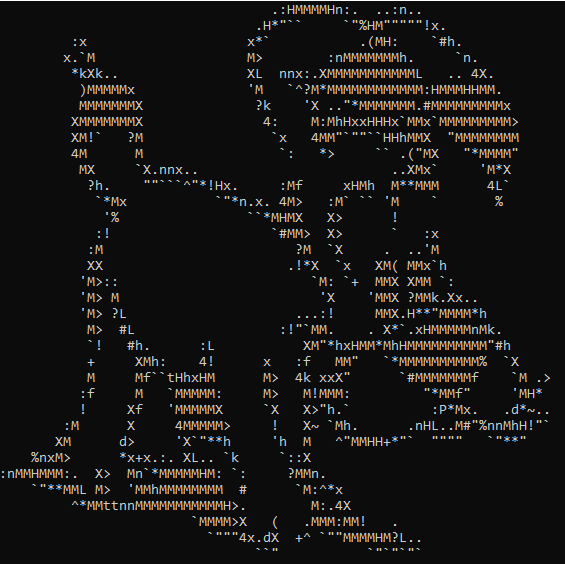 .:HMMMMHn:.  ..:n..
                                .H*"``     `"%HM"""""!x.
         :x                    x*`           .(MH:    `#h.
        x.`M                   M>         :nMMMMMMMh.     `n.
         *kXk..                XL  nnx:.XMMMMMMMMMMML   .. 4X.
          )MMMMMx              'M   `^?M*MMMMMMMMMMMM:HMMMHHMM.
          MMMMMMMX              ?k    'X ..'*MMMMMMM.#MMMMMMMMMx
         XMMMMMMMX               4:    M:MhHxxHHHx`MMx`MMMMMMMMM>
         XM!`   ?M                `x   4MM"`""``HHhMMX  "MMMMMMMM
         4M      M                 `:   *>     `` .("MX   "*MMMM"
          MX     `X.nnx..                        ..XMx`     'M*X
           ?h.    ""```^"*!Hx.     :Mf     xHMh  M**MMM      4L`
            `*Mx           `"*n.x. 4M>   :M` `` 'M    `       %
             '%                ``*MHMX   X>      !
            :!                    `#MM>  X>      `   :x
           :M                        ?M  `X     .  ..'M
           XX                       .!*X  `x   XM( MMx`h
          'M>::                        `M: `+  MMX XMM `:
          'M> M                         'X    'MMX ?MMk.Xx..
          'M> ?L                     ...:!     MMX.H**"MMMM*h
           M>  #L                  :!"`MM.    . X*`.xHMMMMMnMk.
           `!   #h.      :L           XM"*hxHMM*MhHMMMMMMMMMM"#h
           +     XMh:    4!      x   :f   MM"   `*MMMMMMMMMM%  `X
           M     Mf``tHhxHM      M>  4k xxX"      `#MMMMMMMf    `M .>
          :f     M   `MMMMM:     M>   M!MMM:         "*MMf"     'MH*
          !     Xf   'MMMMMX     `X   X>"h.`          :P*Mx.   .d*~..
        :M      X     4MMMMM>     !   X~ `Mh.      .nHL..M#"%nnMhH!"`
       XM      d>     'X`"**h     'h  M   ^"MMHH+*"`  """"   `"**"
    %nxM>      *x+x.:. XL.. `k     `::X
:nMMHMMM:.  X>  Mn`*MMMMMHM: `:     ?MMn.
    `"**MML M>  'MMhMMMMMMMM  #      `M:^*x
         ^*MMttnnMMMMMMMMMMMMH>.        M:.4X
                        `MMMM>X   (    .MMM:MM!   .
                          `"""4x.dX  +^ `""MMMMHM?L..
                                ``"           `"`"`"`